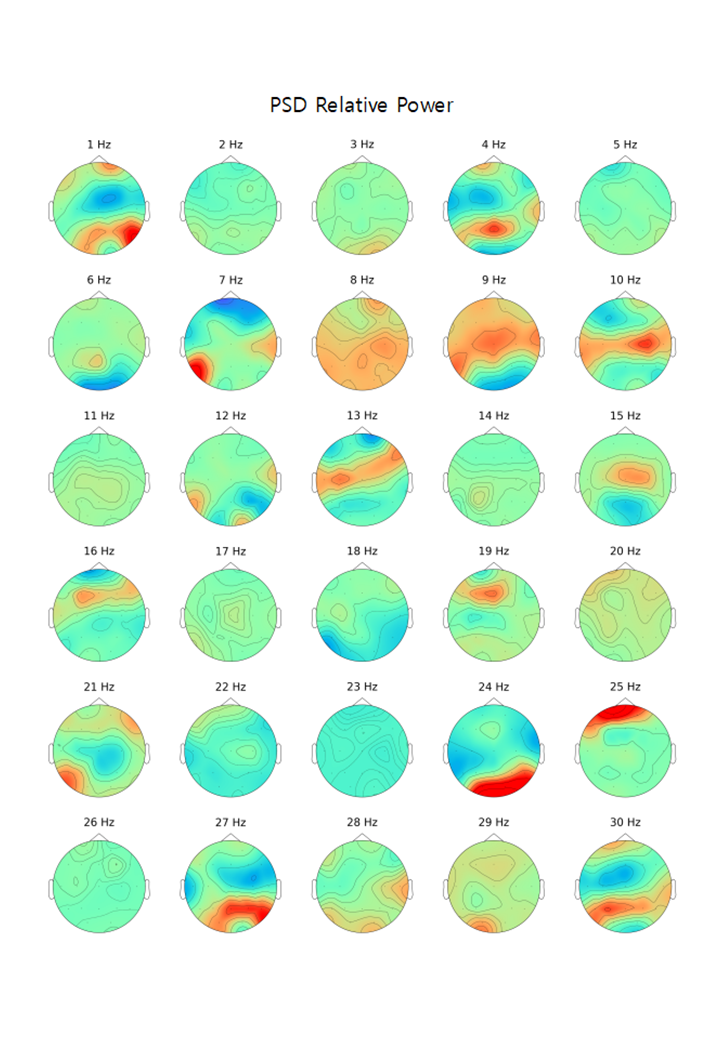 PSD Relative Power
1 Hz 2 Hz 3 Hz 4 Hz 5 Hz
6 Hz 7 Hz 8 Hz 9 Hz 10 Hz
11 Hz 12 Hz 13 Hz 14 Hz 15 Hz
16 Hz 17 Hz 18 Hz 19 Hz 20 Hz
21 Hz 22 Hz 23 Hz 24 Hz 25 Hz
26 Hz 27 Hz 28 Hz 29 Hz 30 Hz